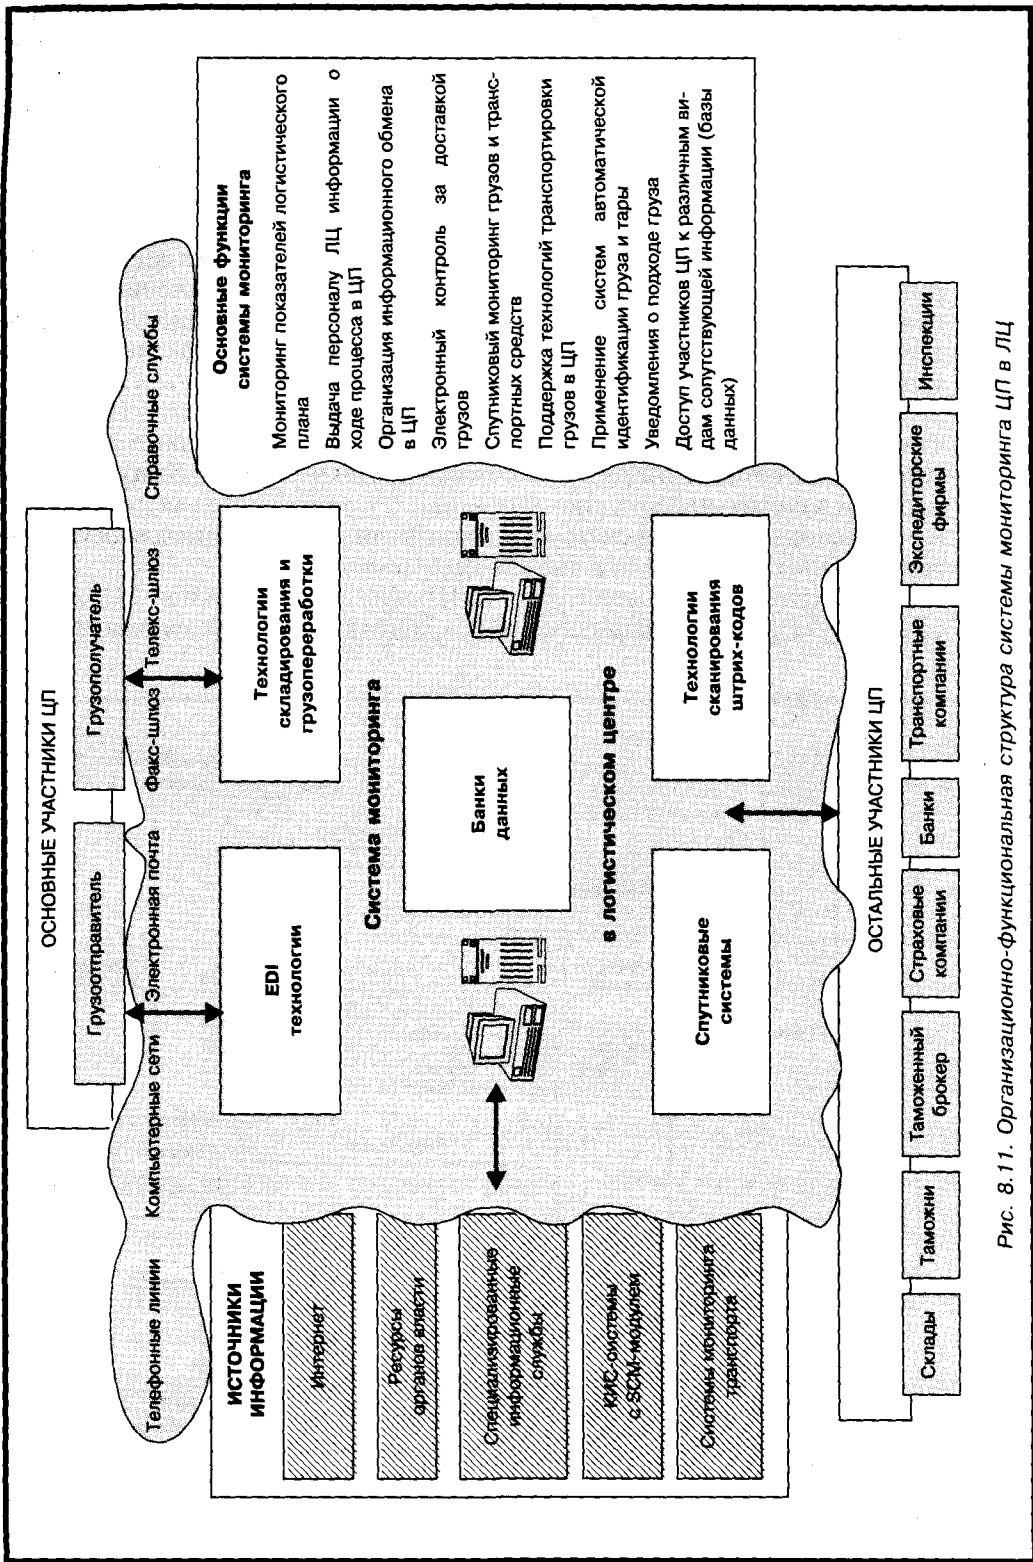 ОСНОВНЫЕ УЧАСТНИКИ ЦП
Грузоотправитель
Грузополучатель
Телефонные линии
Компьютерные сети
Электронная почта
Факс-шлюз
Телекс-шлюз
Справочные службы
ИСТОЧНИКИ
ИНФОРМАЦИИ
Интернет
Ресурсы
органов власти
Специализированные
информационные
службы
КИС-системы
с SCM-модулем
Системы мониторинга
транспорта
EDI
технологии
Технологии
складирования и
грузопереработки
Система мониторинга
Банки
данных
в логистическом центре
Спутниковые
системы
Технологии
сканирования
штрих-кодов
Основные функции
системы мониторинга
Мониторинг показателей логистического
плана
Выдача персоналу ЛЦ информации о
ходе процесса в ЦП
Организация информационного обмена
в ЦП
Электронный контроль за доставкой
грузов
Спутниковый мониторинг грузов и транс-
портных средств
Поддержка технологий транспортировки
грузов в ЦП
Применение систем автоматической
идентификации груза и тары
Уведомления о подходе груза
Доступ участников ЦП к различным ви-
дам сопутствующей информации (базы
данных)
ОСТАЛЬНЫЕ УЧАСТНИКИ ЦП
Склады
Таможни
Таможенный
брокер
Страховые
компании
Банки
Транспортные
компании
Экспедиторские
фирмы
Инспекции
Рис. 8.11. Организационно-функциональная структура системы мониторинга ЦП в ЛЦ